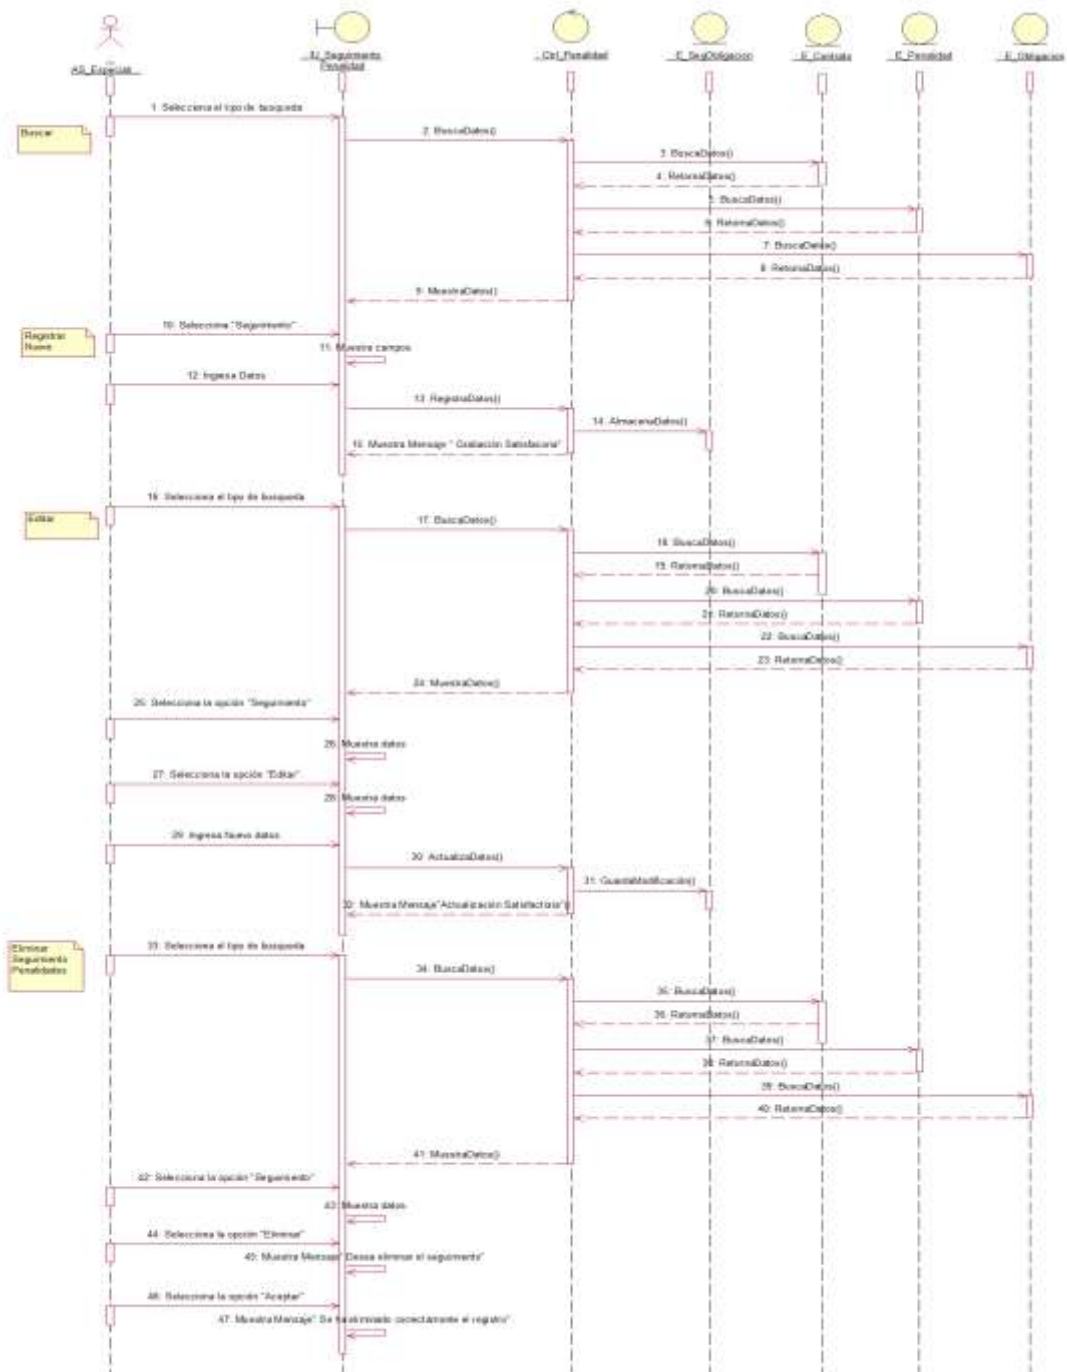 AS_Especiali...
IU_Seguimiento
Penalidad
Ctrl_Penalidad
E_SegObligacion
E_Contrato
E_Penalidad
E_Obligacion
1: Selecciona el tipo de busqueda
Buscar
2: BuscaDatos()
3: BuscaDatos()
4: RetornaDatos()
5: BuscaDatos()
6: RetornaDatos()
7: BuscaDatos()
8: RetornaDatos()
9: MuestraDatos()
10: Selecciona "Seguimiento"
Registrar
Nuevo
11: Muestra campos
12: Ingresa Datos
13: RegistraDatos()
14: AlmacenaDatos()
15: Muestra Mensaje "
16: Selecciona el tipo de busqueda
Editar
17: BuscaDatos()
18: BuscaDatos()
19: RetornaDatos()
20: BuscaDatos()
21: RetornaDatos()
22: BuscaDatos()
23: RetornaDatos()
24: MuestraDatos()
25: Selecciona la opción "Seguimiento"
26: Muestra datos
27: Selecciona la opción "Editar"
28: Muestra datos
29: Ingresa Nuevo datos
30: ActualizaDatos()
31: GuardaModificación()
32: Muestra Mensaje"Actualización Satisfactoria"()
33: Selecciona el tipo de busqueda
Eliminar
Seguimiento
Penalidades
34: BuscaDatos()
35: BuscaDatos()
36: RetornaDatos()
37: BuscaDatos()
38: RetornaDatos()
39: BuscaDatos()
40: RetornaDatos()
41: MuestraDatos()
42: Selecciona la opción "Seguimiento"
43: Muestra datos
44: Selecciona la opción "Eliminar"
45: Muestra Mensaje" Desea eliminar el seguimiento"
46: Selecciona la opción "Aceptar"
47: Muestra Mensaje" Se ha eliminado correctamente el registro"